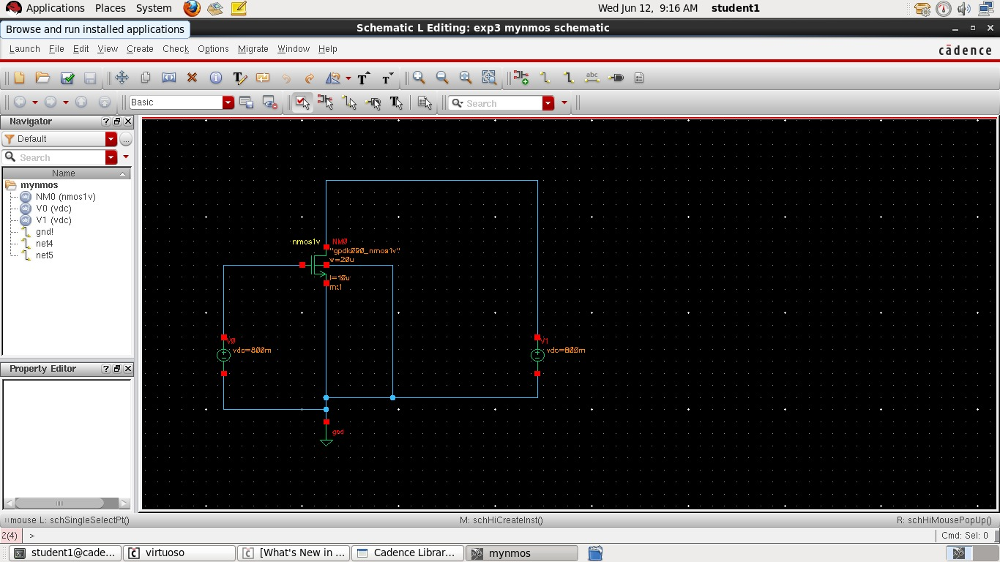 Applications Places System Wed Jun 12, 9:16 AM student1
Browse and run installed applications
Schematic L Editing: exp3 mynmos schematic
Launch File Edit View Create Check Options Migrate Window Help cādence
Basic
Search
Navigator
Default
Search
Name
mynmos
NM0 (nmos1v)
V0 (vdc)
V1 (vdc)
gnd!
net4
net5
Property Editor
nmos1v NM0
"gpdk090_nmos1v"
w=20u
l=10u
m:1
V0
vdc=800m
V1
vdc=800m
gnd
mouse L: schSingleSelectPt() M: schHiCreateInst() R: schHiMousePopUp()
2(4) > Cmd: Sel: 0
student1@cade... virtuoso [What's New in ... Cadence Librar... mynmos